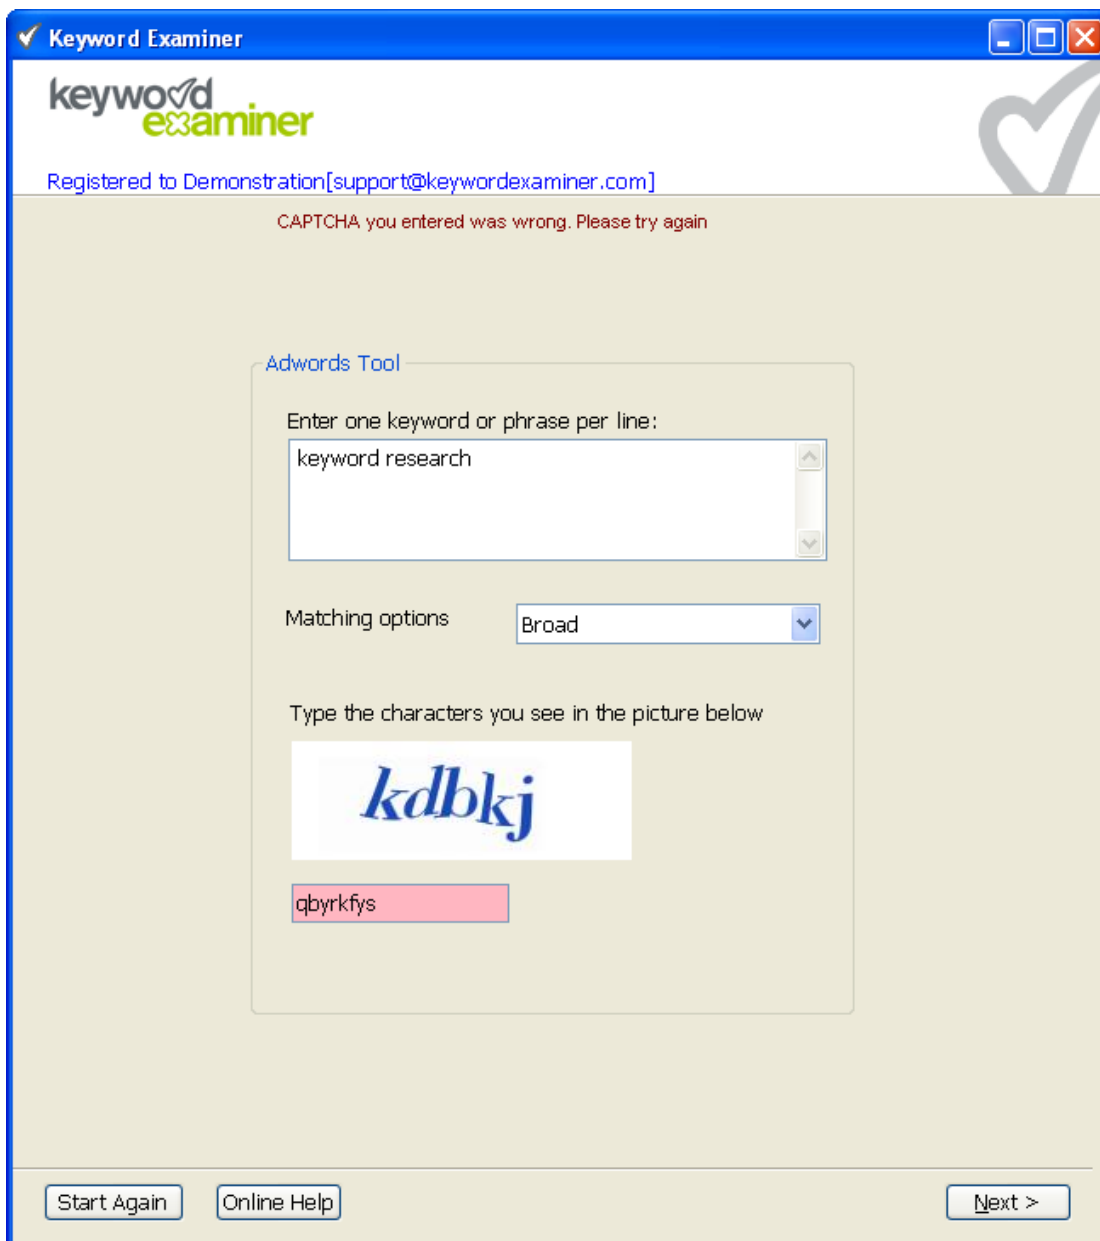 Keyword Examiner
keyword
examiner
Registered to Demonstration[support@keywordexaminer.com]
CAPTCHA you entered was wrong. Please try again
Adwords Tool
Enter one keyword or phrase per line:
keyword research
Matching options
Broad
Type the characters you see in the picture below
kdbkj
qbyrkfys
Start Again
Online Help
Next >